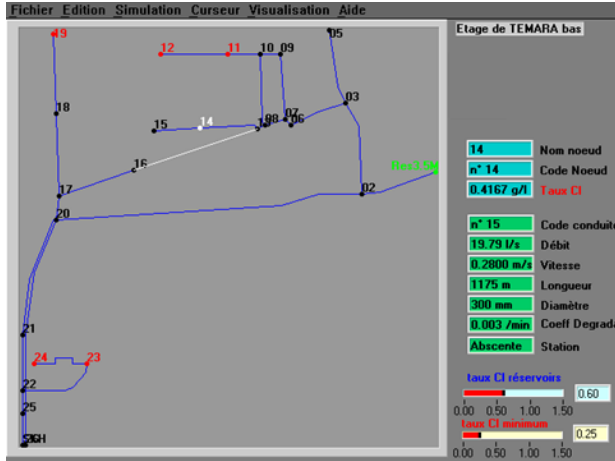 Fichier Edition Simulation Curseur Visualisation Aide
Etage de TEMARA bas
19
05
12
11
10
09
03
18
07
08
06
15
14
16
17
02
20
14 Nom noeud
n° 14 Code Noeud
0.4167 g/l Taux Cl
n° 15 Code conduite
19.79 l/s Débit
0.2800 m/s Vitesse
1175 m Longueur
300 mm Diamètre
0.003 /min Coeff Degrada
Abscente Station
21
24
23
22
25
taux Cl réservoirs
0.60
0.00 0.50 1.00 1.50
taux Cl minimum
0.25
0.00 0.50 1.00 1.50